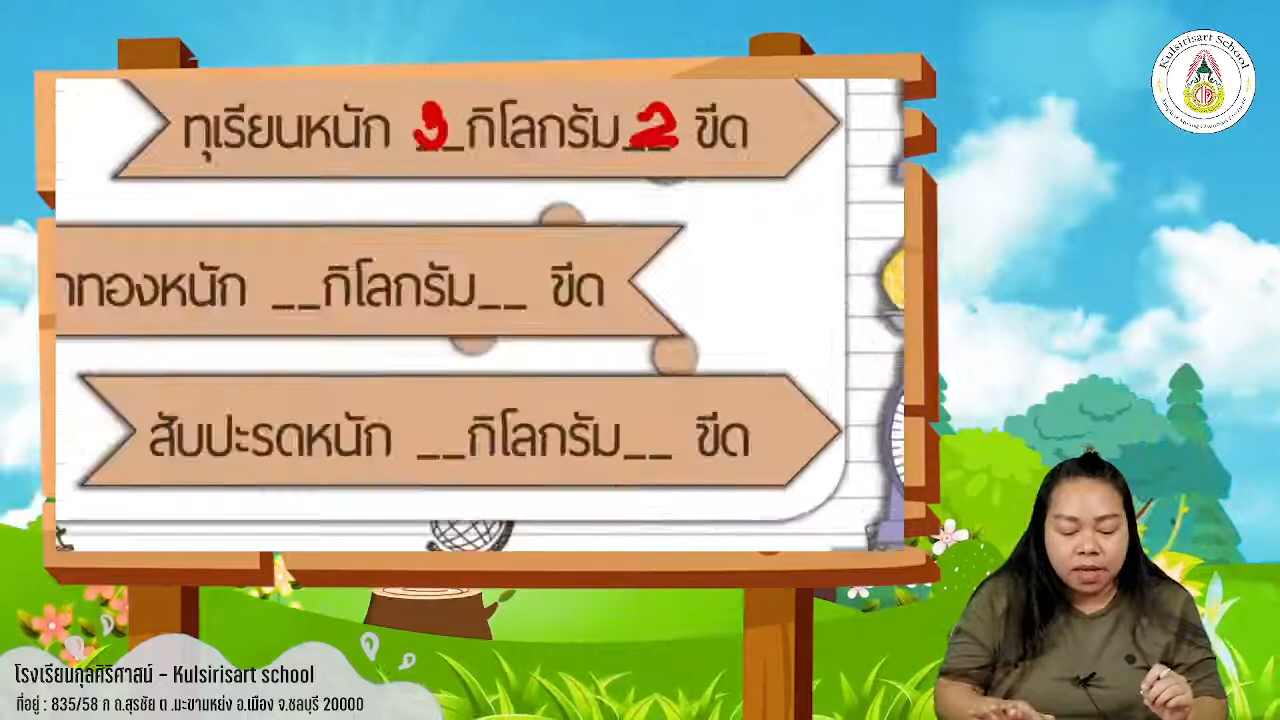 Kulsirisart School
ทุเรียนหนัก 3 กิโลกรัม 2 ขีด
ทองหนัก __กิโลกรัม__ ขีด
สับปะรดหนัก __กิโลกรัม__ ขีด
โรงเรียนกุลศิริศาสน์ - Kulsirisart school
ที่อยู่ : 835/58 ก ถ.สุรชัย ต .มะขามหย่ง อ.เมือง จ.ชลบุรี 20000